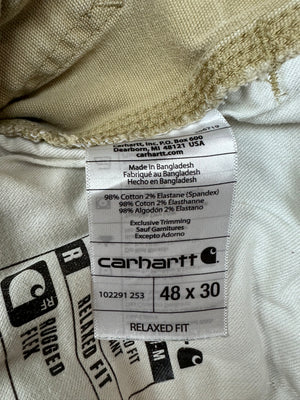 Carhartt, Inc. P.O. Box 600
Dearborn, MI 48121 USA
carhartt.com
Made in Bangladesh
Fabriqué au Bangladesh
Hecho en Bangladesh
98% Cotton 2% Elastane (Spandex)
98% Cotton 2% Élasthanne
98% Algodon 2% Elastano
Exclusive Trimming
Sauf Garnitures
Excepto Adorno
carhartt
102291 253
48 x 30
RELAXED FIT
R
RELAXED FIT
RUGGED
FLEX